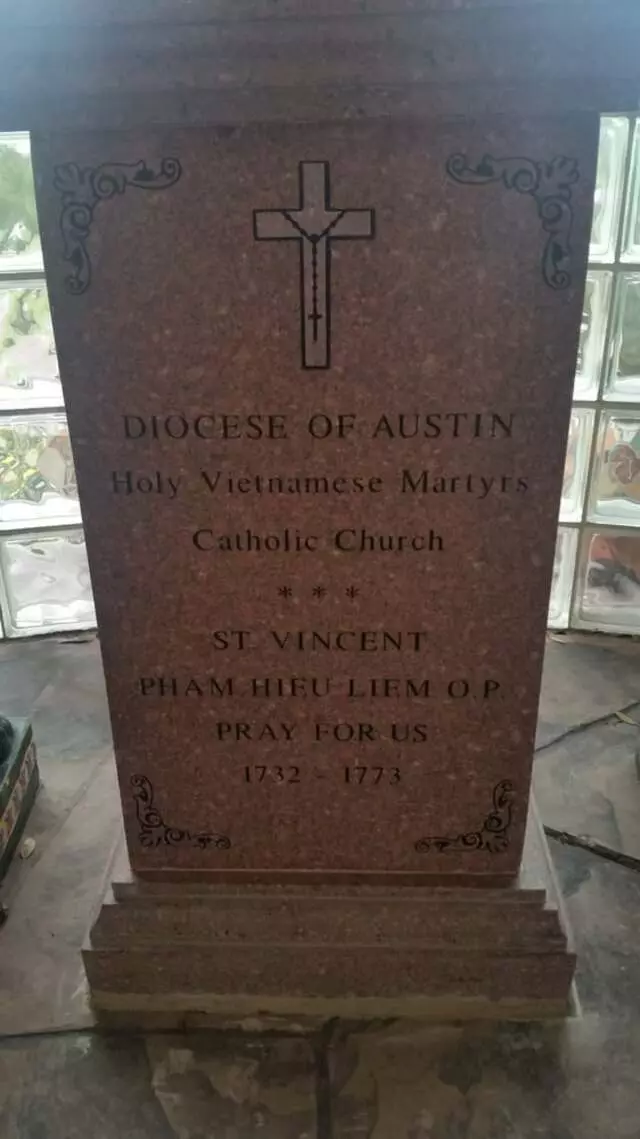 DIOCESE OF AUSTIN
Holy Vietnamese Martyrs
Catholic Church
* * *
ST. VINCENT
PHAM HIEU LIEM O.P.
PRAY FOR US
1732 - 1773